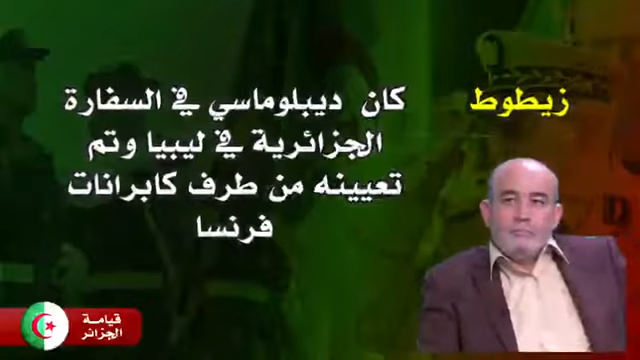 زيطوط
كان ديبلوماسي في السفارة
الجزائرية في ليبيا وتم
تعيينه من طرف كابرانات
فرنسا
قيامة
الجزائر